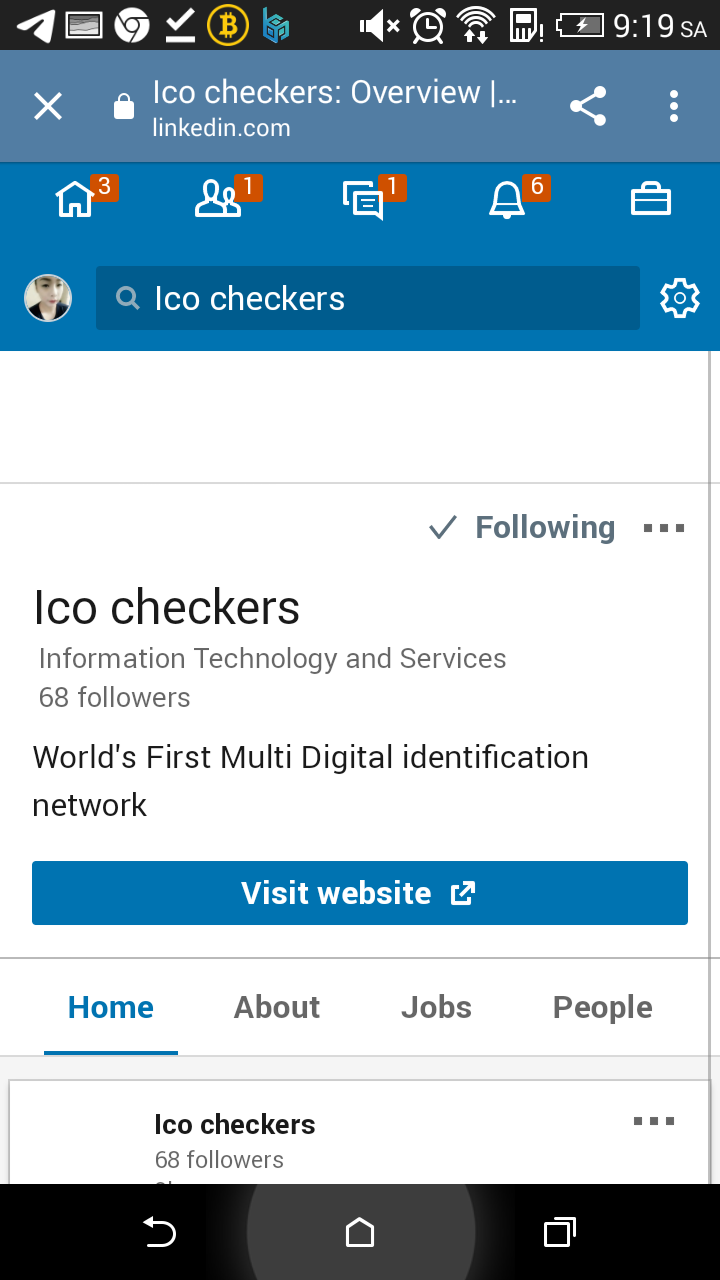 9:19 SA
Ico checkers: Overview |...
linkedin.com
3
1
1
6
Ico checkers
Following
Ico checkers
Information Technology and Services
68 followers
World's First Multi Digital identification
network
Visit website
Home About Jobs People
Ico checkers
68 followers